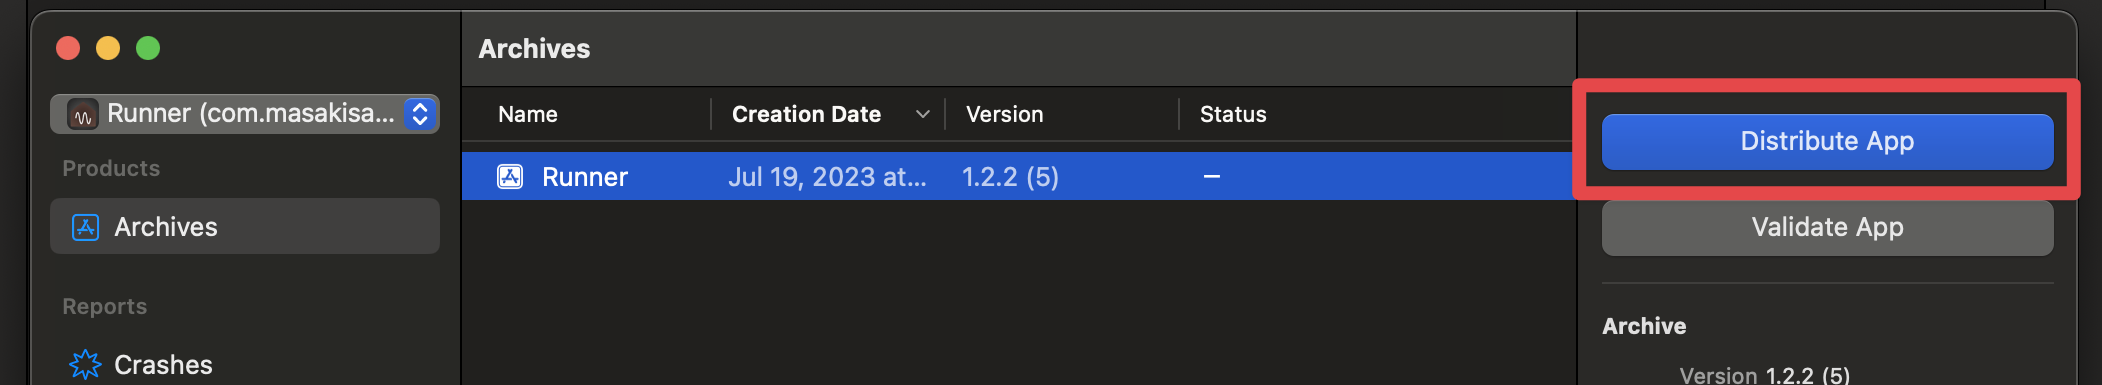 Archives
Runner (com.masakisa...
Name
Creation Date
Version
Status
Distribute App
Products
Runner
Jul 19, 2023 at...
1.2.2 (5)
–
Archives
Validate App
Reports
Archive
Crashes
Version 1.2.2 (5)